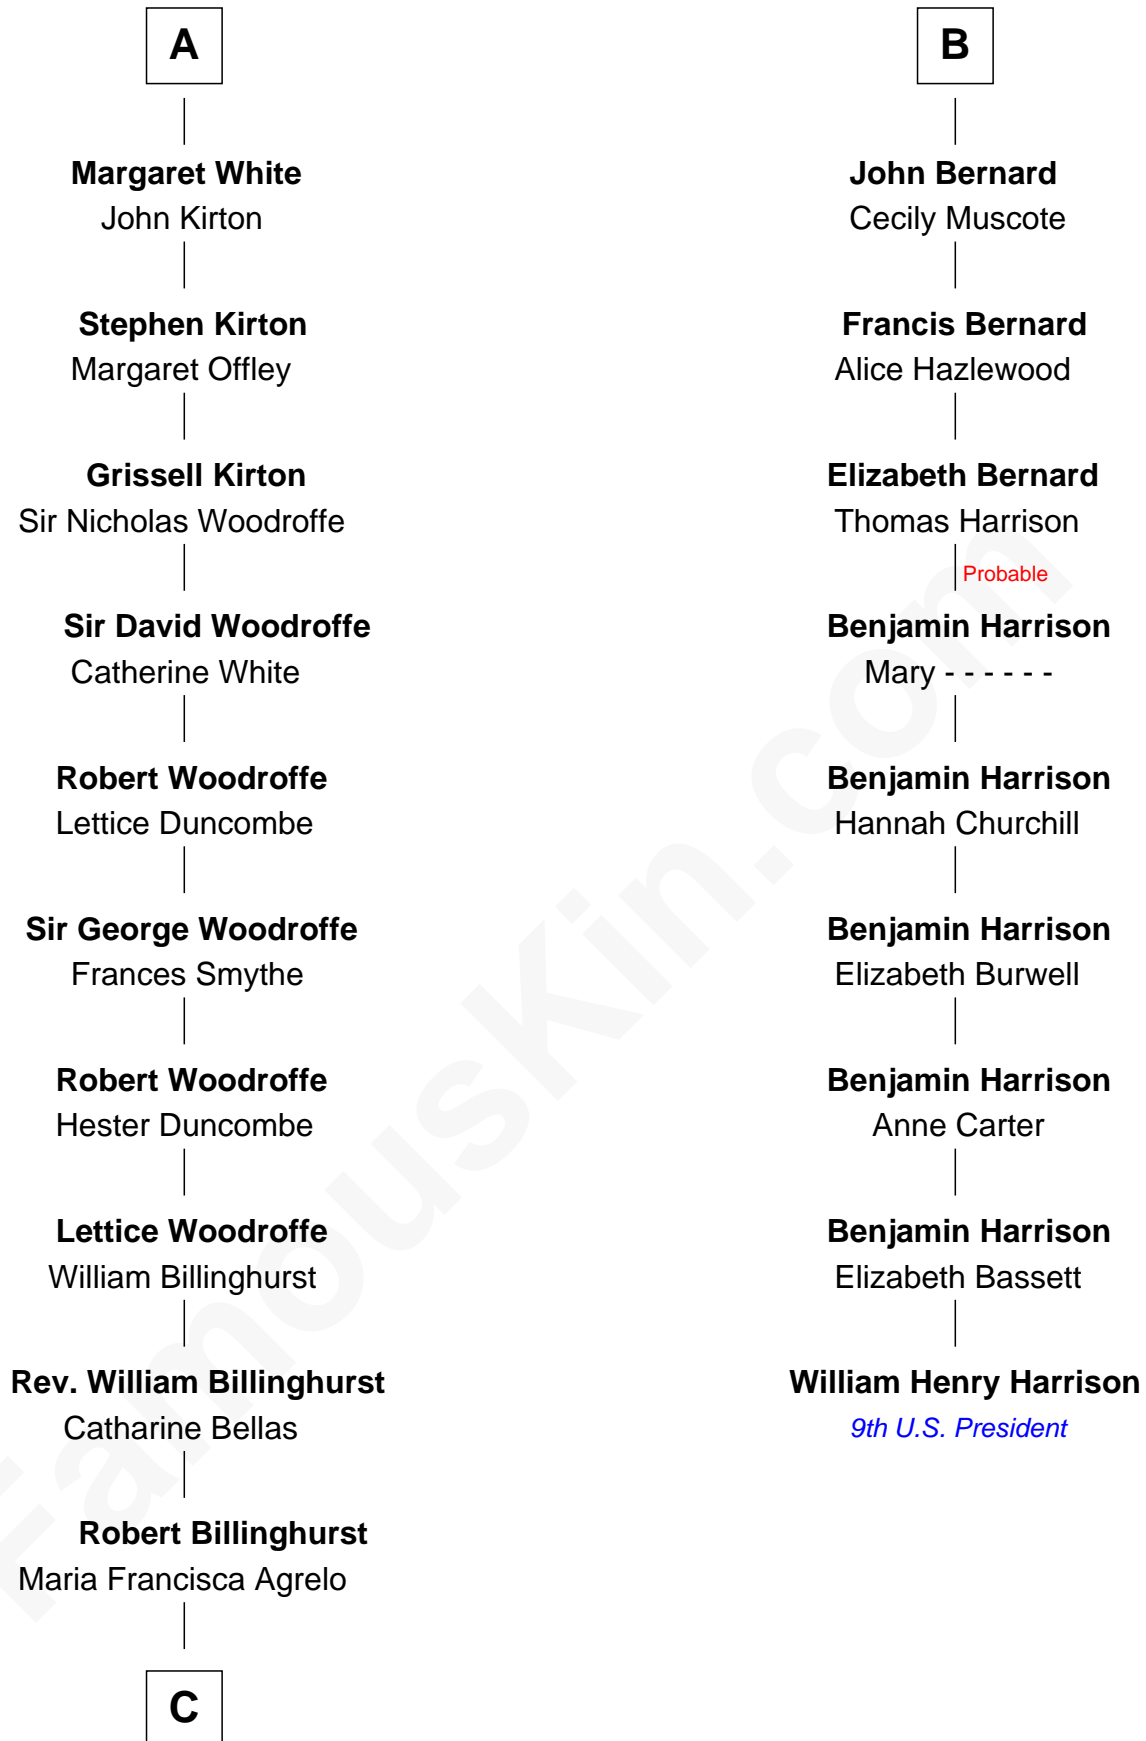 A
Margaret White
John Kirton
Stephen Kirton
Margaret Offley
Grissell Kirton
Sir Nicholas Woodroffe
Sir David Woodroffe
Catherine White
Robert Woodroffe
Lettice Duncombe
Sir George Woodroffe
Frances Smythe
Robert Woodroffe
Hester Duncombe
Lettice Woodroffe
William Billinghurst
Rev. William Billinghurst
Catharine Bellas
Robert Billinghurst
Maria Francisca Agrelo
C
B
John Bernard
Cecily Muscote
Francis Bernard
Alice Hazlewood
Elizabeth Bernard
Thomas Harrison
Probable
Benjamin Harrison
Mary - - - - - -
Benjamin Harrison
Hannah Churchill
Benjamin Harrison
Elizabeth Burwell
Benjamin Harrison
Anne Carter
Benjamin Harrison
Elizabeth Bassett
William Henry Harrison
9th U.S. President
FamousKin.com